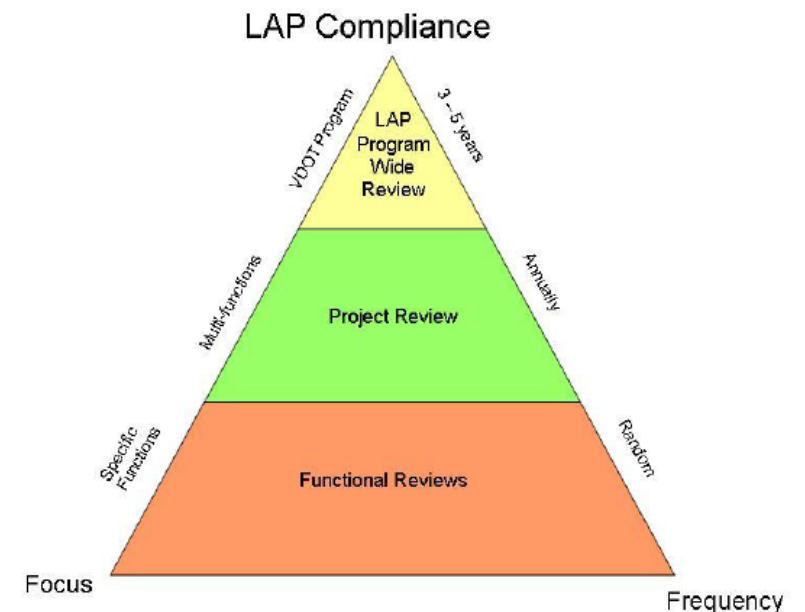 LAP Compliance
VDOT Program
3 – 5 years
LAP
Program
Wide
Review
Multi-functions
Annually
Project Review
Specific
Functions
Random
Functional Reviews
Focus
Frequency